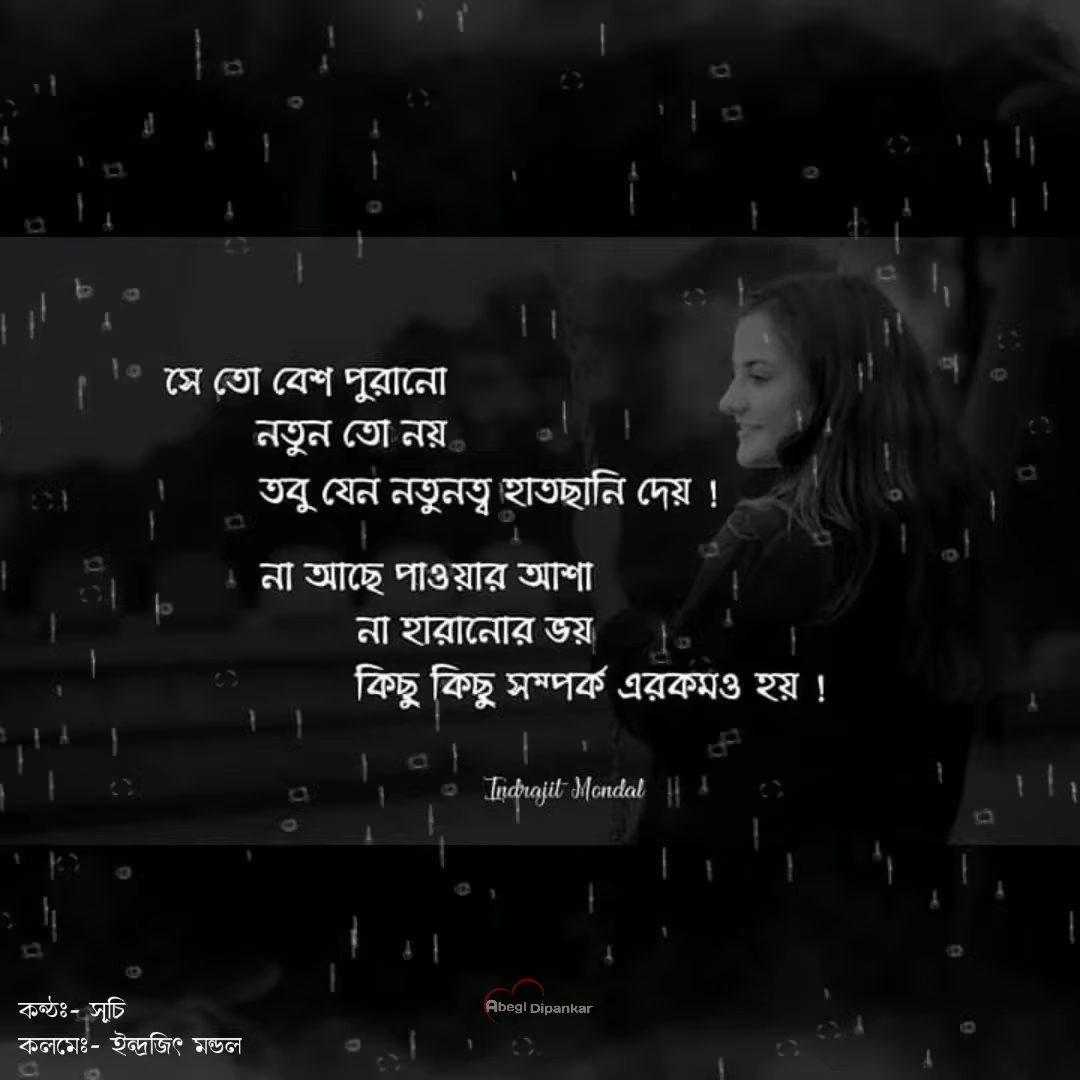 সে তো বেশ পুরানো
নতুন তো নয়
তবু যেন নতুনত্ব হাতছানি দেয় !
না আছে পাওয়ার আশা
না হারানোর ভয়
কিছু কিছু সম্পর্ক এরকমও হয় !
Indrajit Mondal
Abegi Dipankar
কন্ঠঃ- সূচি
কলমেঃ- ইন্দ্রজিৎ মন্ডল